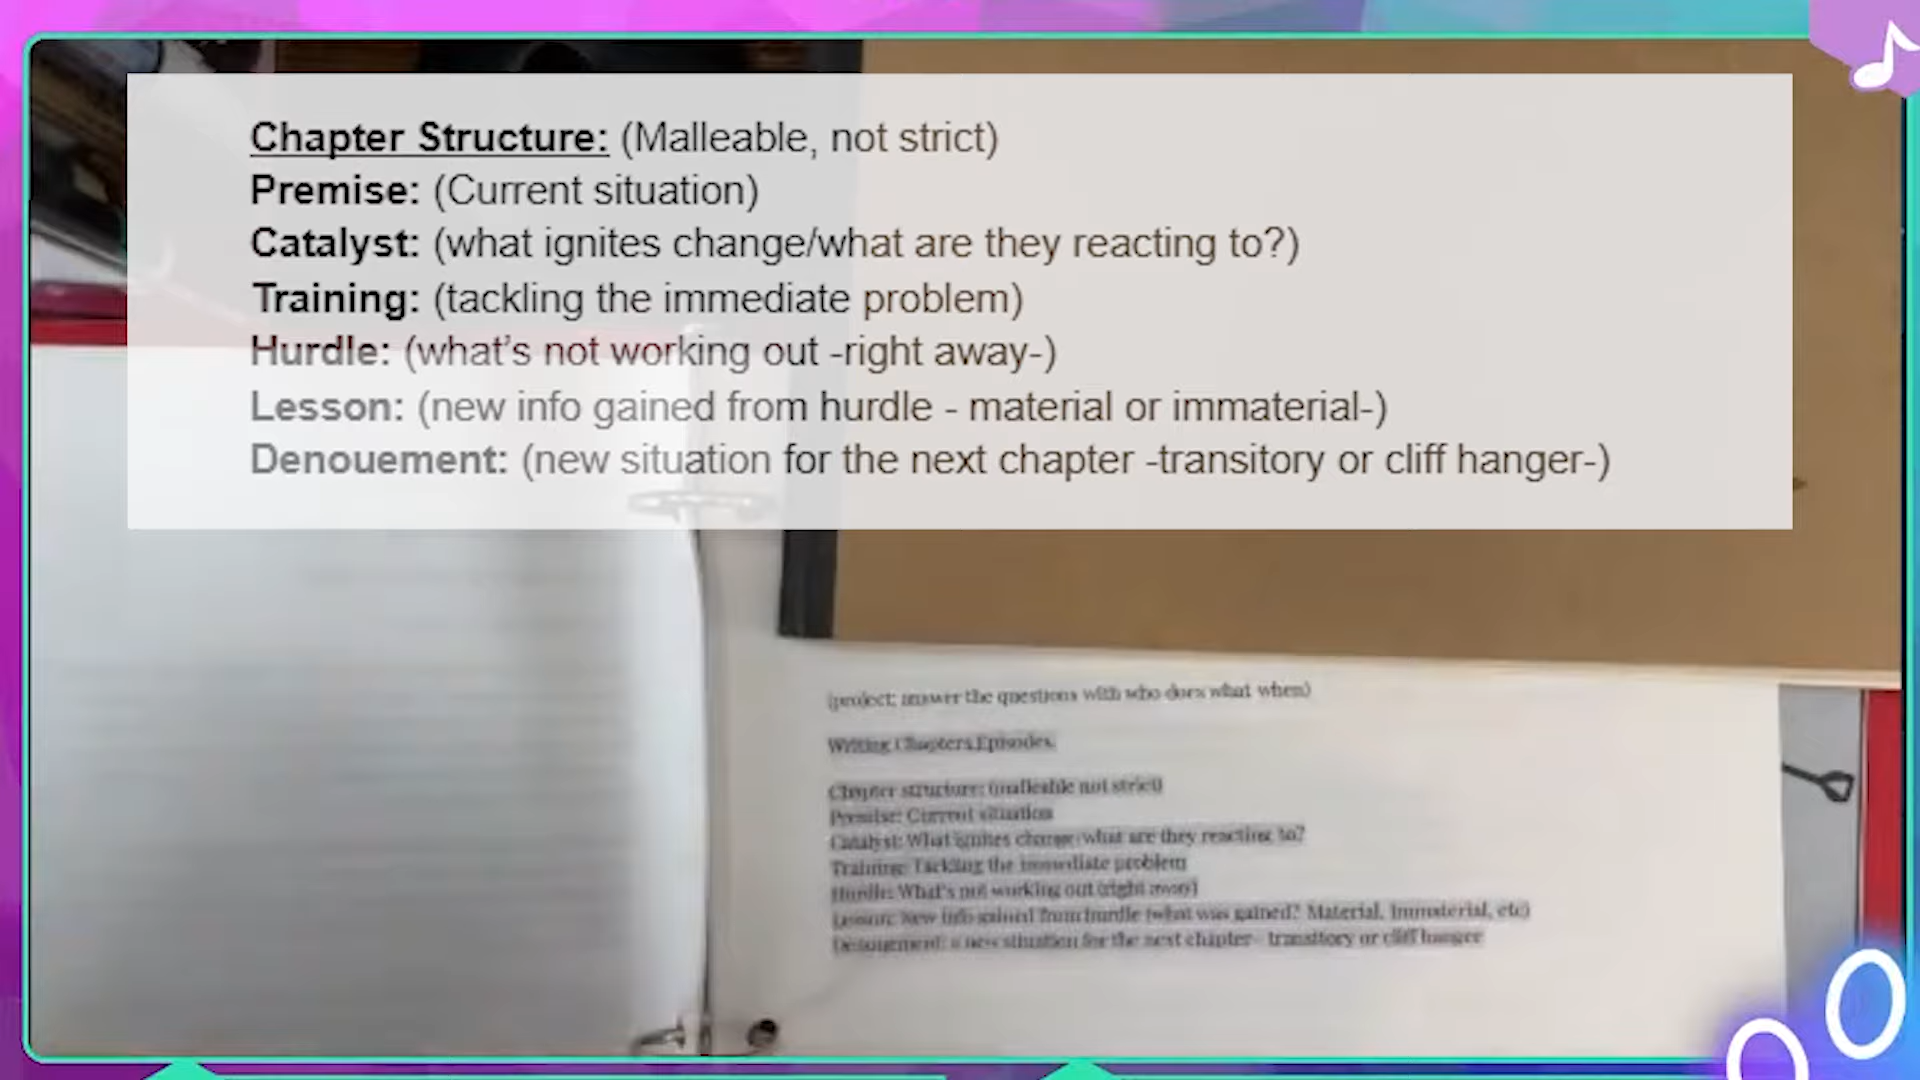 Chapter Structure: (Malleable, not strict)
Premise: (Current situation)
Catalyst: (what ignites change/what are they reacting to?)
Training: (tackling the immediate problem)
Hurdle: (what's not working out -right away-)
Lesson: (new info gained from hurdle - material or immaterial-)
Denouement: (new situation for the next chapter -transitory or cliff hanger-)
(project: answer the questions with who does what when)
Writing Chapters Episodes.
Chapter structure: (malleable not strict)
Premise: Current situation
Catalyst: What ignites change/what are they reacting to?
Training: Tackling the immediate problem
Hurdle: What's not working out (right away)
Lesson: New info gained from hurdle (what was gained? Material, Immaterial, etc)
Denouement: a new situation for the next chapter- transitory or cliff hanger